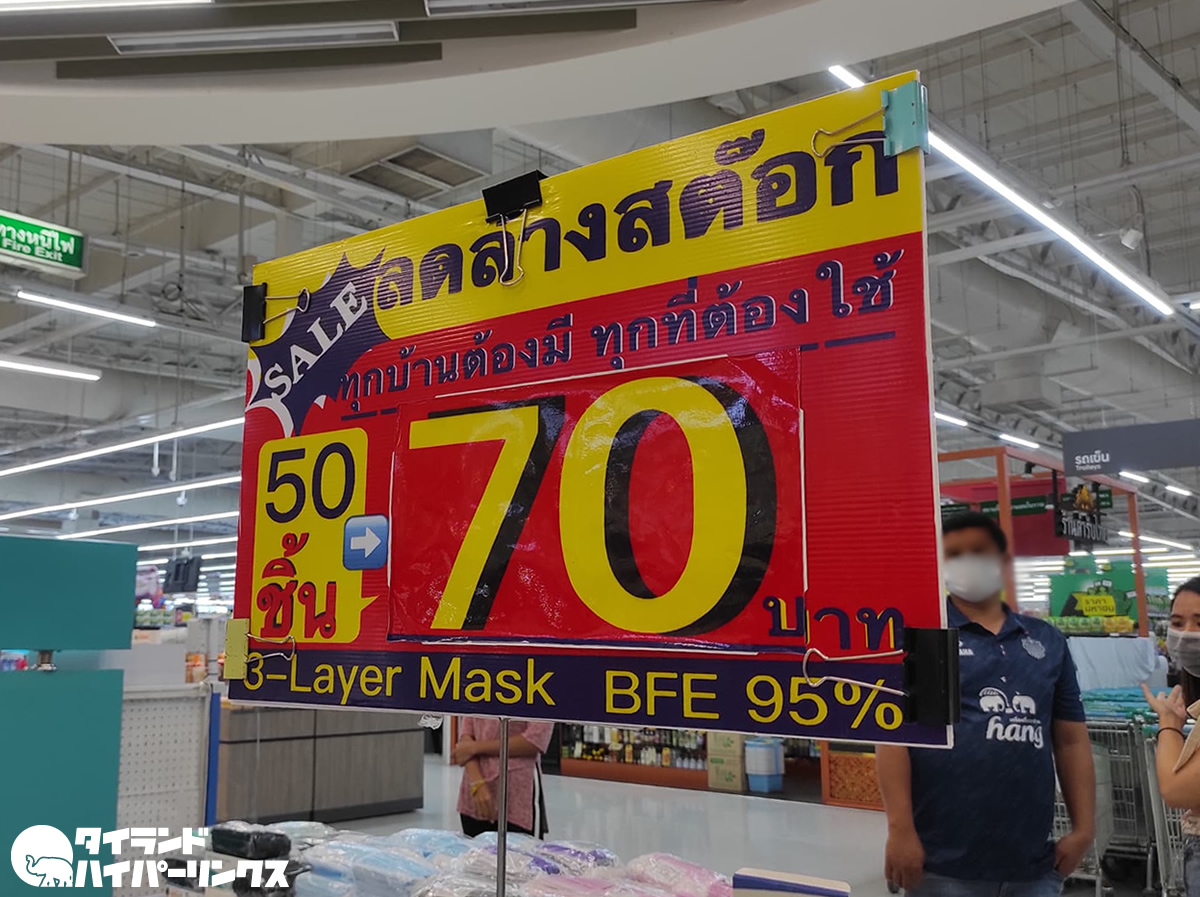 ทางหนีไฟ
Fire Exit
ลดล้างสต๊อก
SALE
ทุกบ้านต้องมี ทุกที่ต้องใช้
50
ชิ้น
70
บาท
3-Layer Mask BFE 95%
รถเข็น
Trolleys
hang
タイランド
ハイパーリンクス